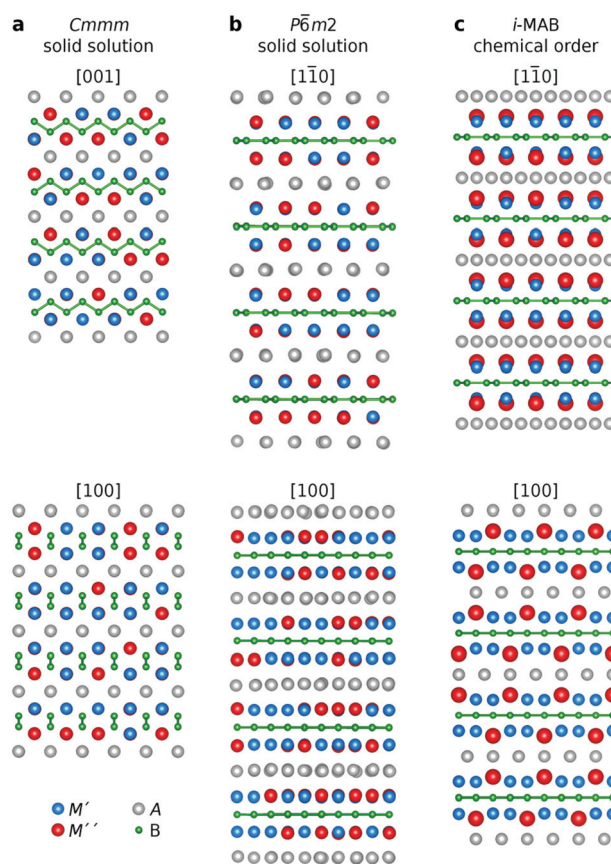 a
Cmmm
solid solution
[001]
[100]
b
P6̅m2
solid solution
[11̅0]
[100]
c
i-MAB
chemical order
[11̅0]
[100]
M′
A
M′′
B